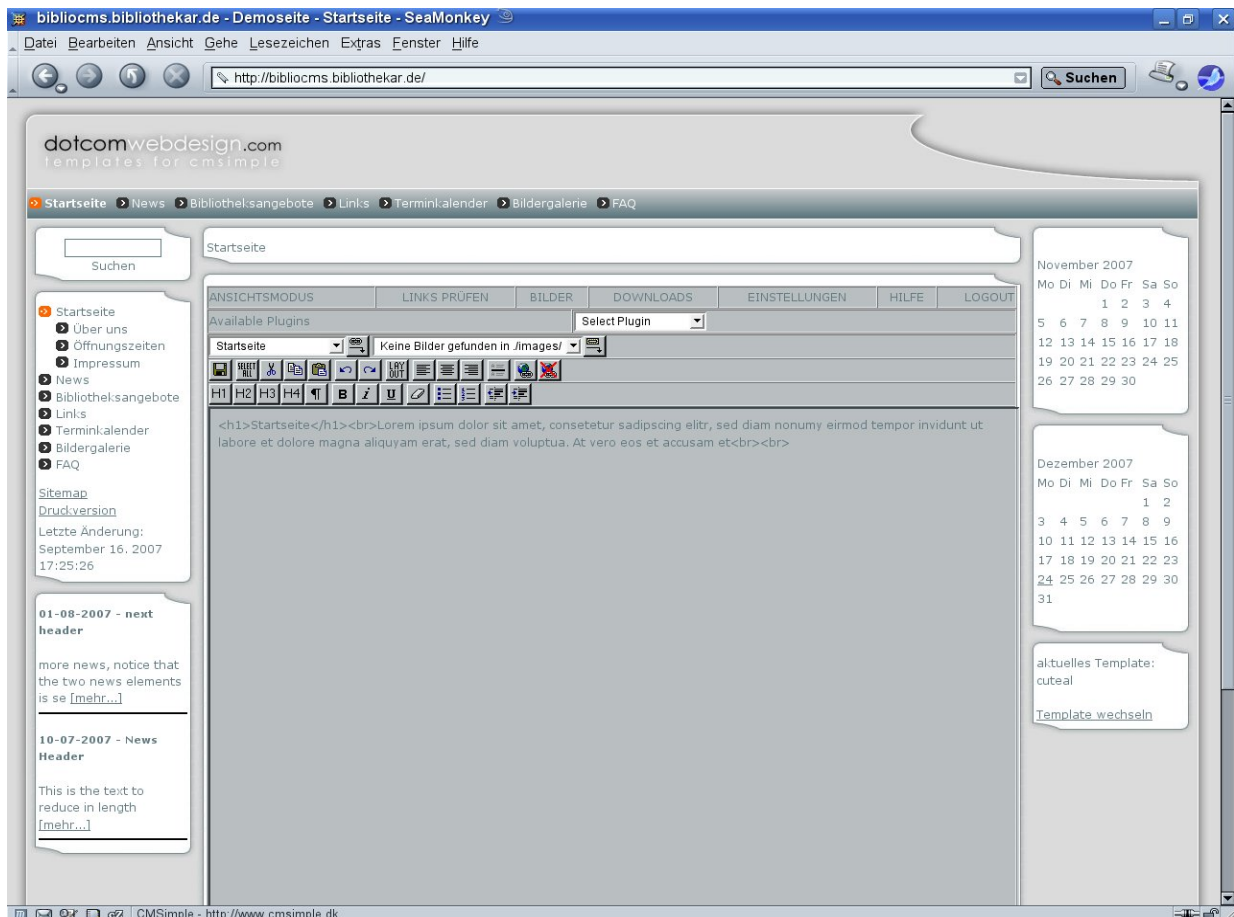 bibliocms.bibliothekar.de - Demoseite - Startseite - SeaMonkey
Datei Bearbeiten Ansicht Gehe Lesezeichen Extras Fenster Hilfe
http://bibliocms.bibliothekar.de/
Suchen
dotcomwebdesign.com
templates for cmsimple
Startseite News Bibliotheksangebote Links Terminkalender Bildergalerie FAQ
Suchen
Startseite
Über uns
Öffnungszeiten
Impressum
News
Bibliotheksangebote
Links
Terminkalender
Bildergalerie
FAQ
Sitemap
Druckversion
Letzte Änderung:
September 16. 2007
17:25:26
01-08-2007 - next
header
more news, notice that
the two news elements
is se [mehr...]
10-07-2007 - News
Header
This is the text to
reduce in length
[mehr...]
Startseite
ANSICHTSMODUS LINKS PRÜFEN BILDER DOWNLOADS EINSTELLUNGEN HILFE LOGOUT
Available Plugins Select Plugin
Startseite Keine Bilder gefunden in ./images/
SELECT ALL LAY OUT
H1 H2 H3 H4 ¶ B i U
<h1>Startseite</h1><br>Lorem ipsum dolor sit amet, consetetur sadipscing elitr, sed diam nonumy eirmod tempor invidunt ut
labore et dolore magna aliquyam erat, sed diam voluptua. At vero eos et accusam et<br><br>
November 2007
Mo Di Mi Do Fr Sa So
1 2 3 4
5 6 7 8 9 10 11
12 13 14 15 16 17 18
19 20 21 22 23 24 25
26 27 28 29 30
Dezember 2007
Mo Di Mi Do Fr Sa So
1 2
3 4 5 6 7 8 9
10 11 12 13 14 15 16
17 18 19 20 21 22 23
24 25 26 27 28 29 30
31
aktuelles Template:
cuteal
Template wechseln
CMSimple - http://www.cmsimple.dk